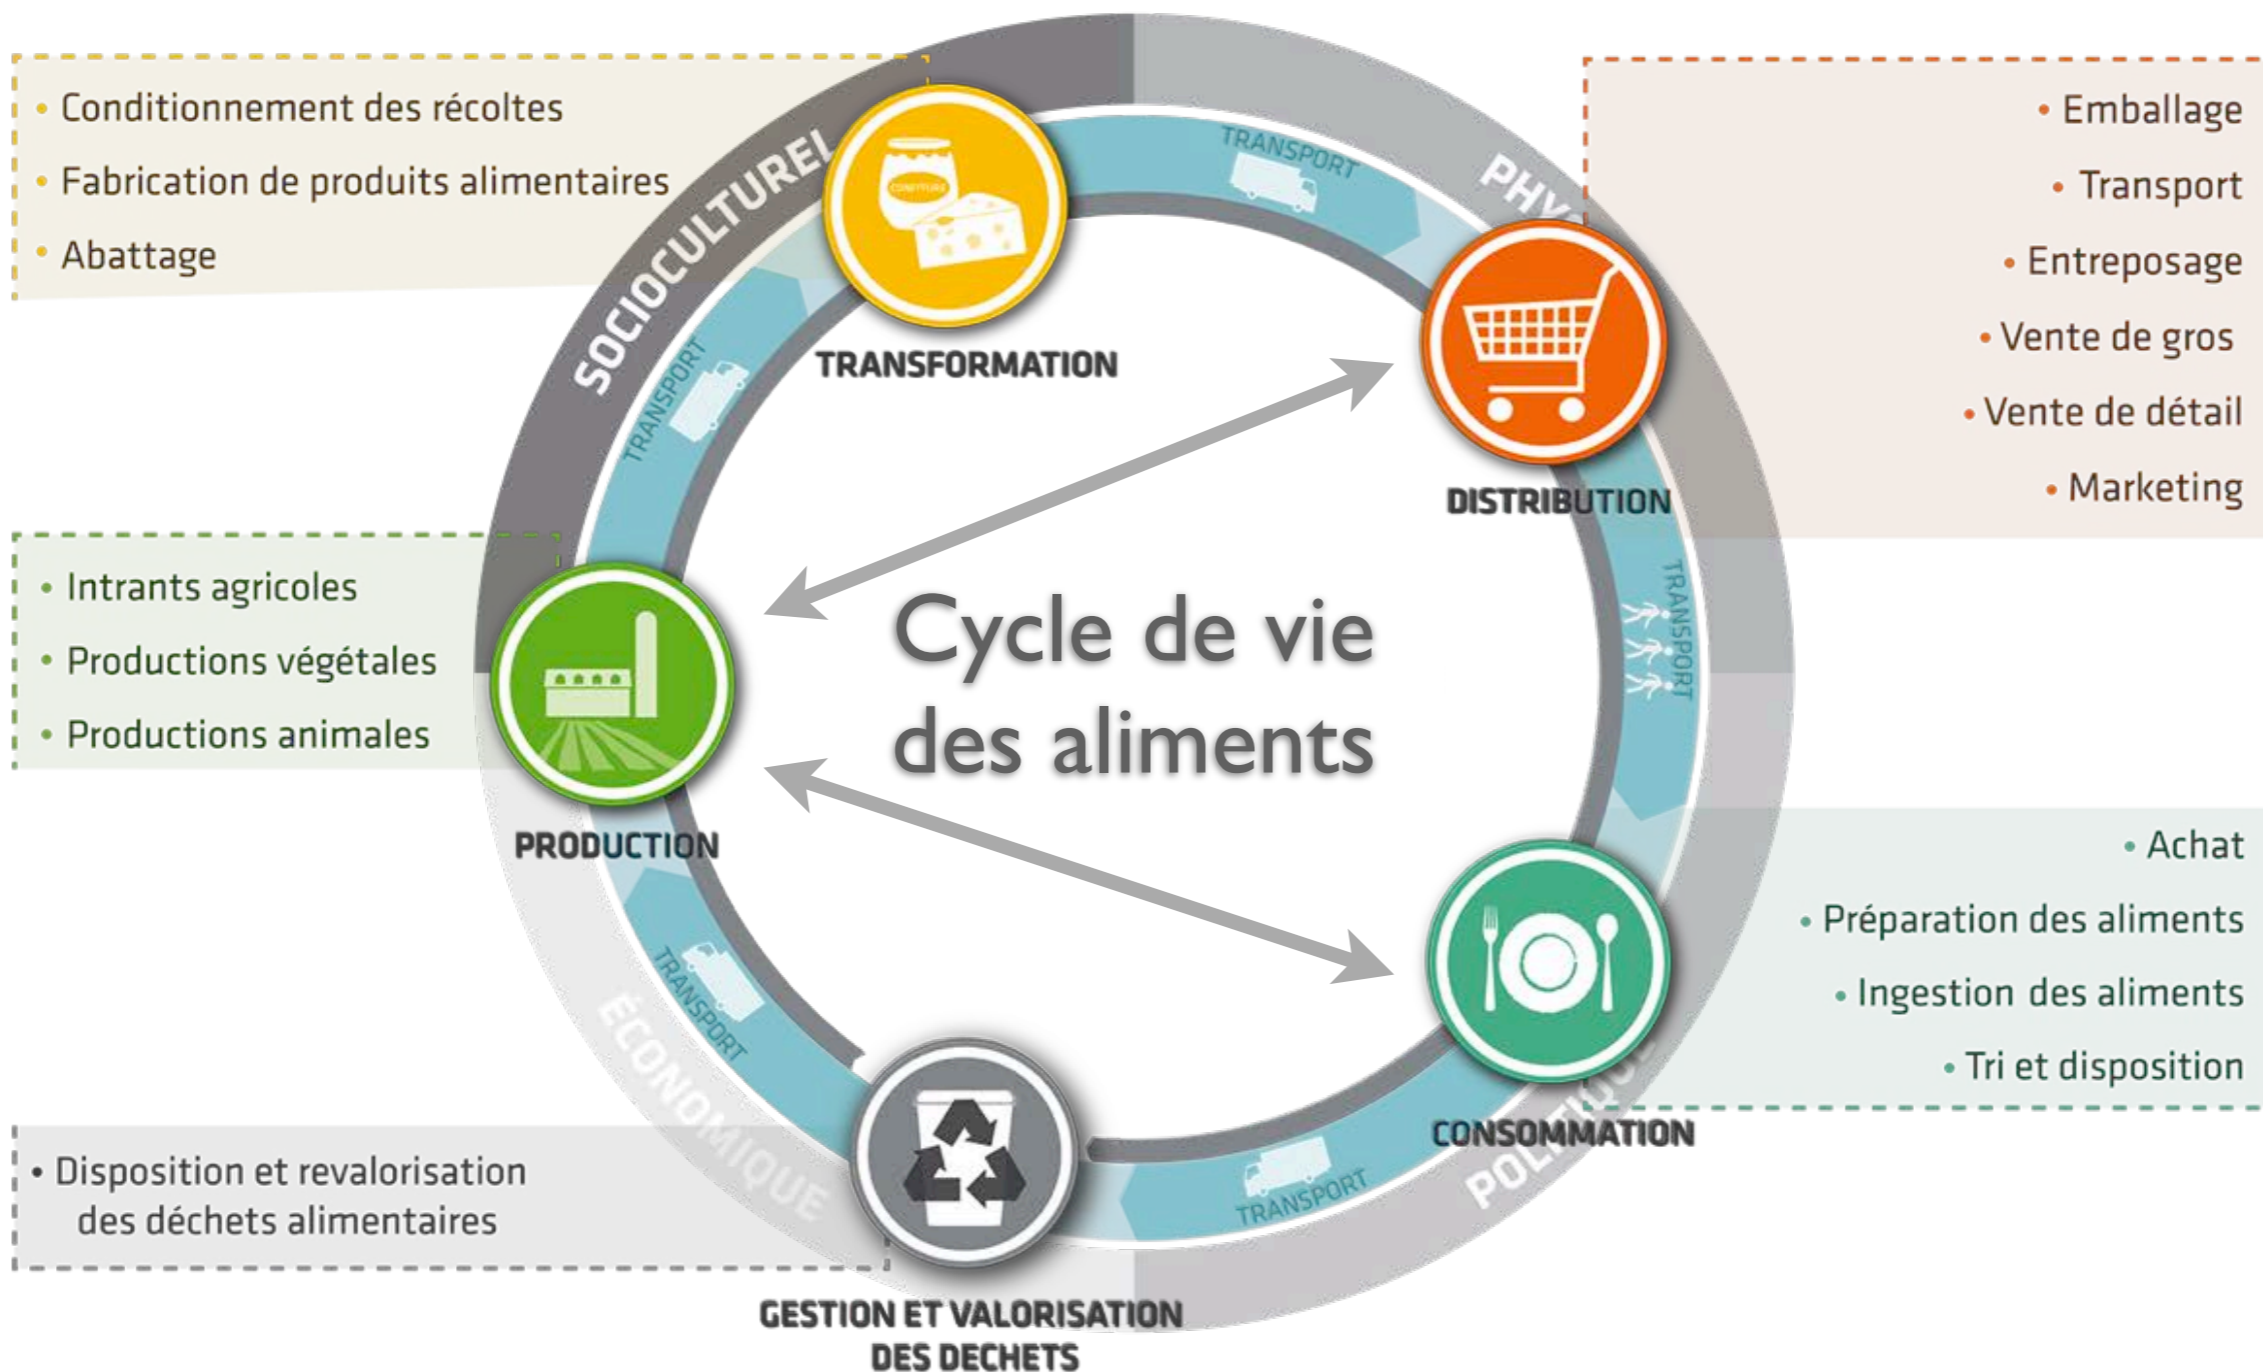 • Conditionnement des récoltes
• Fabrication de produits alimentaires
• Abattage
SOCIOCULTUREL
CONFITURE
TRANSFORMATION
TRANSPORT
• Emballage
• Transport
• Entreposage
• Vente de gros
• Vente de détail
• Marketing
DISTRIBUTION
TRANSPORT
• Intrants agricoles
• Productions végétales
• Productions animales
PRODUCTION
TRANSPORT
Cycle de vie
des aliments
• Achat
• Préparation des aliments
• Ingestion des aliments
• Tri et disposition
CONSOMMATION
POLITIQUE
TRANSPORT
ÉCONOMIQUE
TRANSPORT
• Disposition et revalorisation
des déchets alimentaires
GESTION ET VALORISATION
DES DECHETS